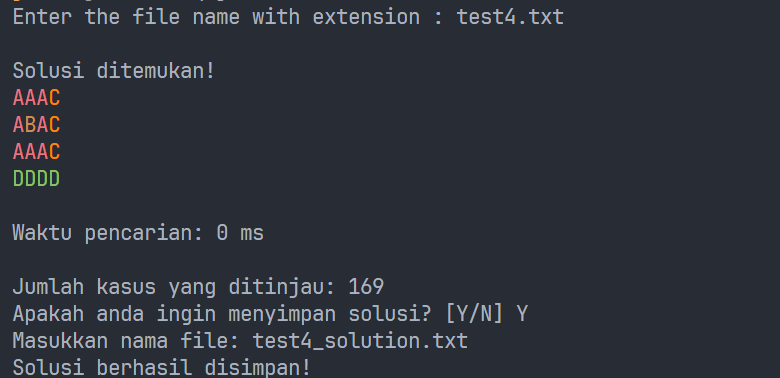 Enter the file name with extension : test4.txt
Solusi ditemukan!
AAAC
ABAC
AAAC
DDDD
Waktu pencarian: 0 ms
Jumlah kasus yang ditinjau: 169
Apakah anda ingin menyimpan solusi? [Y/N] Y
Masukkan nama file: test4_solution.txt
Solusi berhasil disimpan!